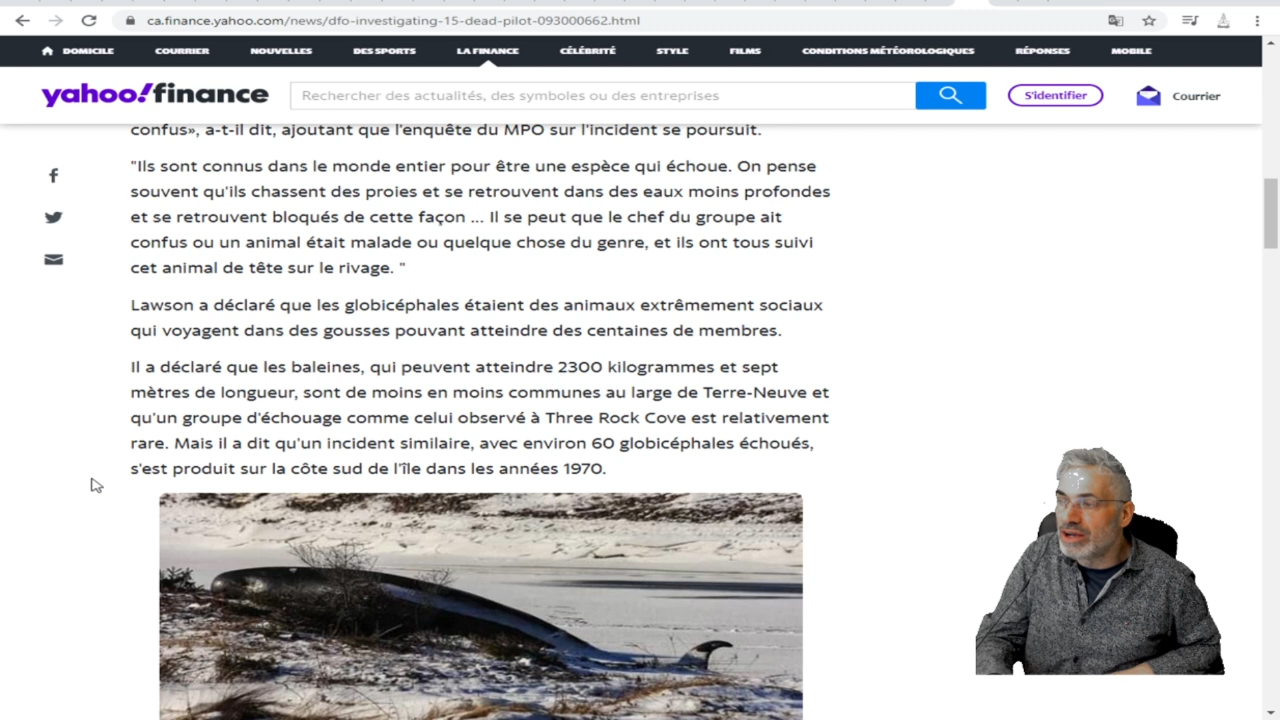 ca.finance.yahoo.com/news/dfo-investigating-15-dead-pilot-093000662.html
DOMICILE COURRIER NOUVELLES DES SPORTS LA FINANCE CÉLÉBRITÉ STYLE FILMS CONDITIONS MÉTÉOROLOGIQUES RÉPONSES MOBILE
yahoo!finance Rechercher des actualités, des symboles ou des entreprises S'identifier Courrier
confus», a-t-il dit, ajoutant que l'enquête du MPO sur l'incident se poursuit.
"Ils sont connus dans le monde entier pour être une espèce qui échoue. On pense
souvent qu'ils chassent des proies et se retrouvent dans des eaux moins profondes
et se retrouvent bloqués de cette façon ... Il se peut que le chef du groupe ait
confus ou un animal était malade ou quelque chose du genre, et ils ont tous suivi
cet animal de tête sur le rivage. "
Lawson a déclaré que les globicéphales étaient des animaux extrêmement sociaux
qui voyagent dans des gousses pouvant atteindre des centaines de membres.
Il a déclaré que les baleines, qui peuvent atteindre 2300 kilogrammes et sept
mètres de longueur, sont de moins en moins communes au large de Terre-Neuve et
qu'un groupe d'échouage comme celui observé à Three Rock Cove est relativement
rare. Mais il a dit qu'un incident similaire, avec environ 60 globicéphales échoués,
s'est produit sur la côte sud de l'île dans les années 1970.